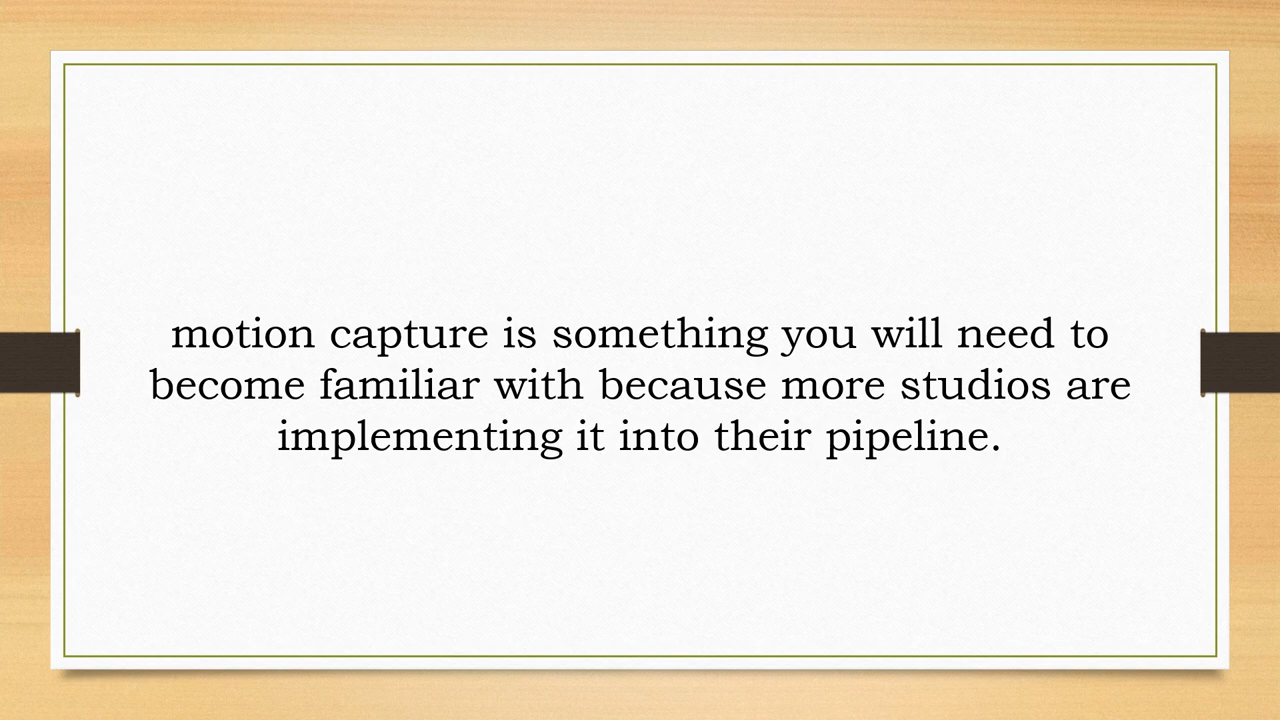 motion capture is something you will need to
become familiar with because more studios are
implementing it into their pipeline.